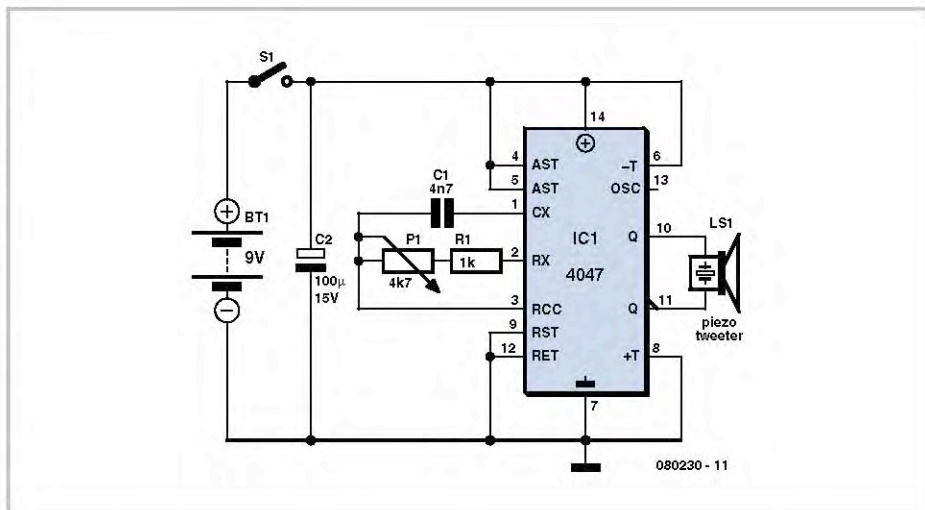 S1
14
4
AST
–T
6
5
AST
OSC
13
C1
4n7
1
CX
LS1
BT1
IC1
Q
10
P1
R1
2
RX
4047
C2
9V
1k
4k7
100µ
15V
3
RCC
Q
11
piezo
tweeter
9
RST
12
RET
+T
8
7
080230 - 11